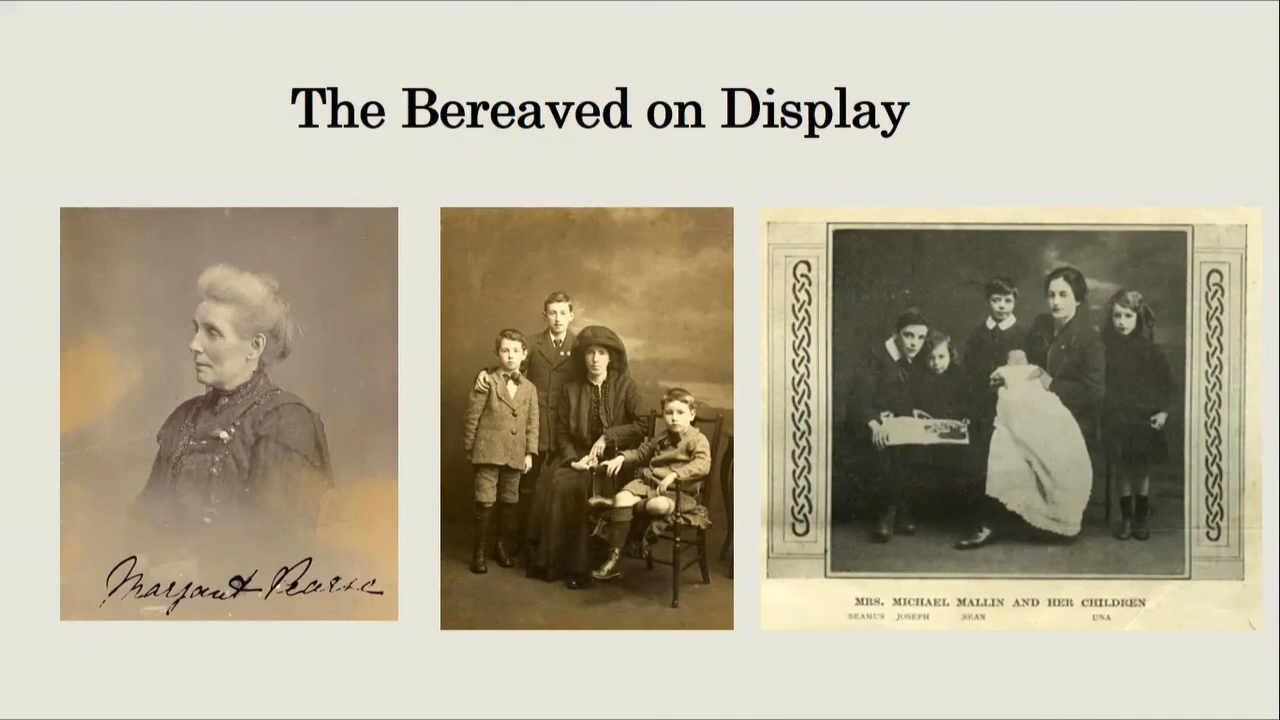 The Bereaved on Display
Margaret Pearse
MRS. MICHAEL MALLIN AND HER CHILDREN
SEAMUS JOSEPH SEAN UNA